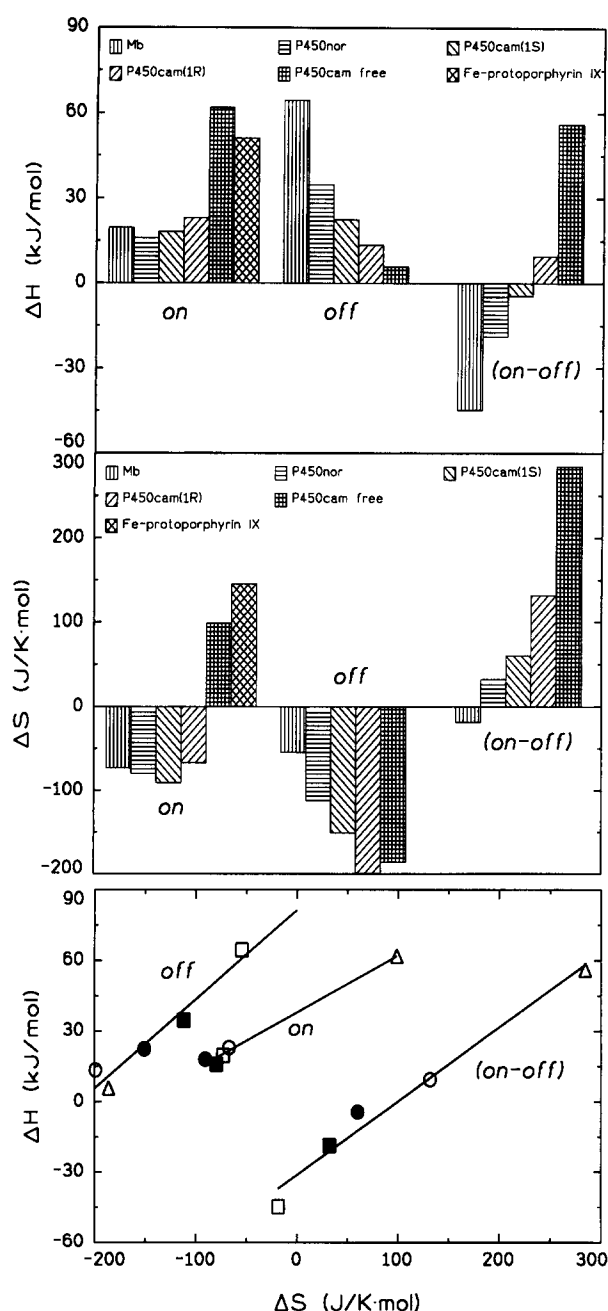 Mb P450nor P450cam(1S)
P450cam(1R) P450cam free Fe-protoporphyrin IX
90
60
30
0
-30
-60
ΔH (kJ/mol)
on
off
(on-off)
Mb P450nor P450cam(1S)
P450cam(1R) P450cam free
Fe-protoporphyrin IX
300
200
100
0
-100
-200
ΔS (J/K·mol)
off
on
(on-off)
90
60
30
0
-30
-60
ΔH (kJ/mol)
off
on
(on-off)
-200 -100 0 100 200 300
ΔS (J/K·mol)